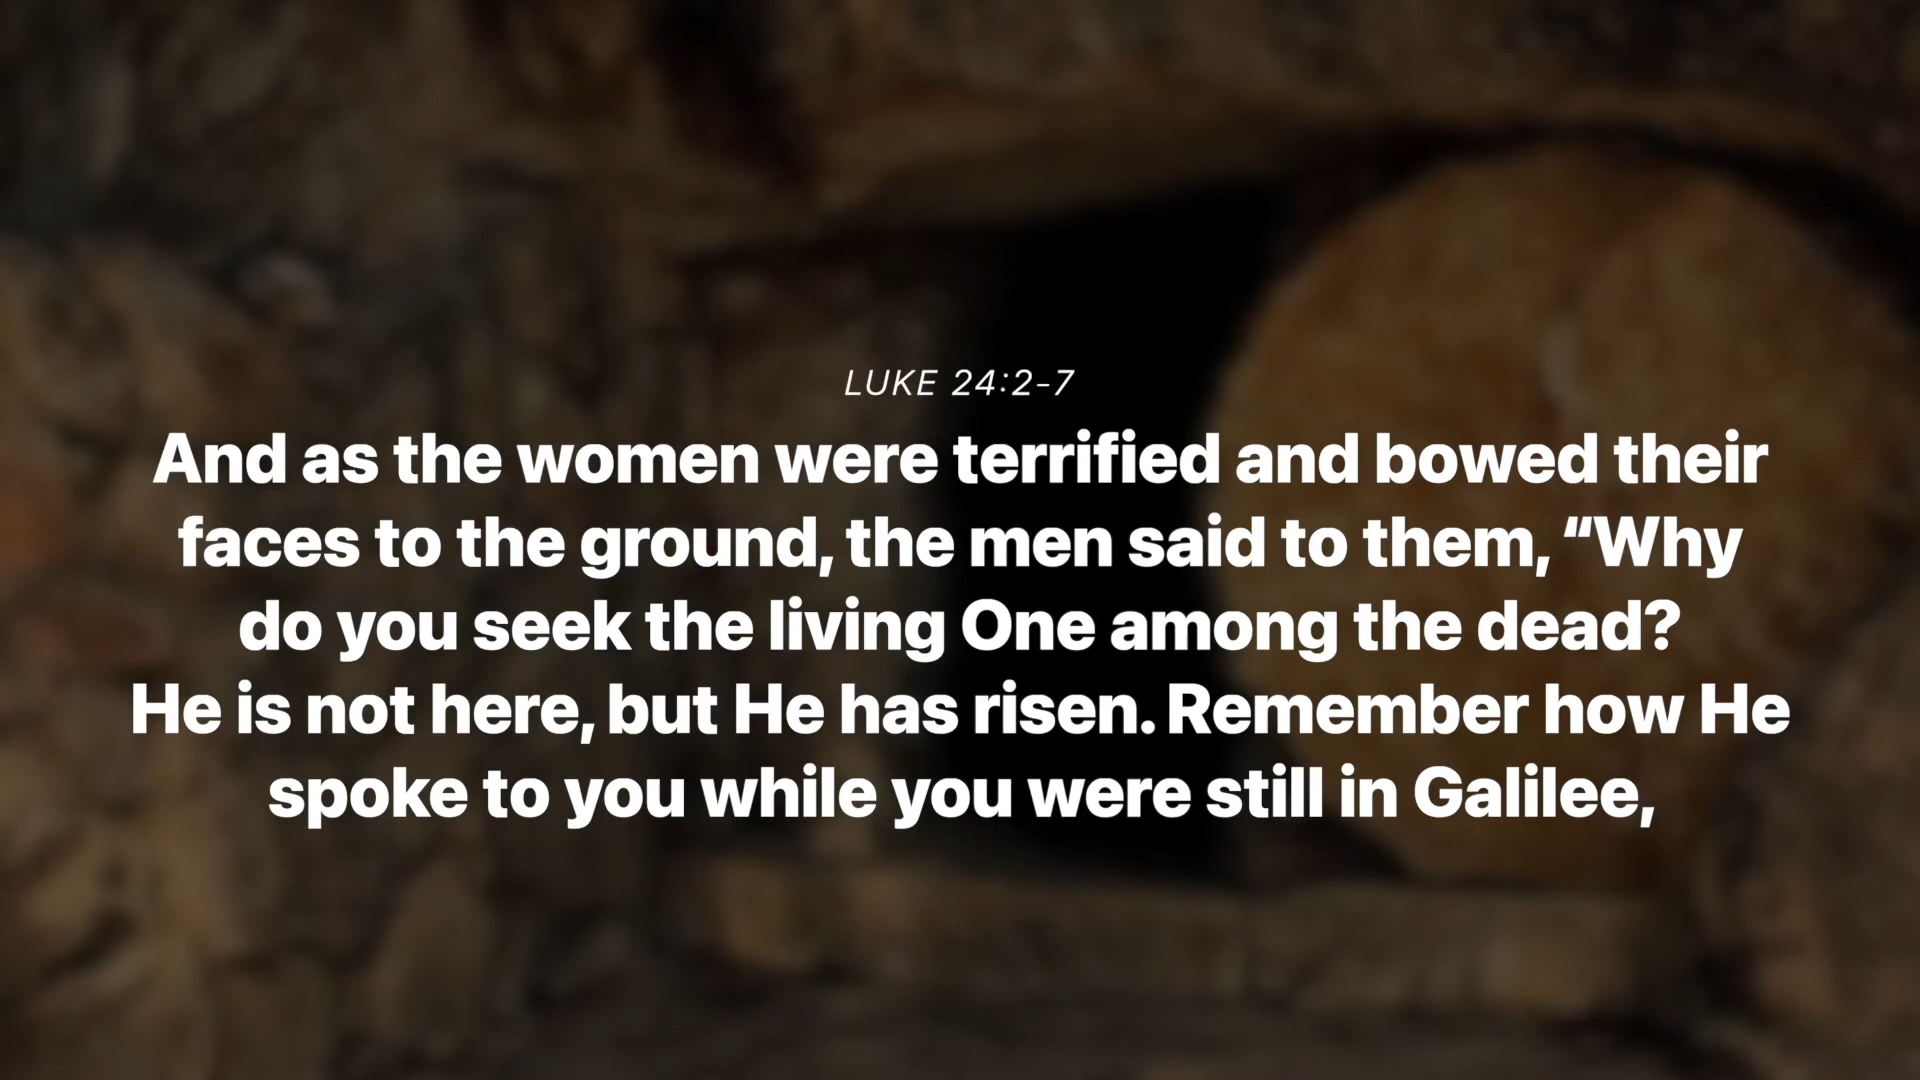 LUKE 24:2-7
And as the women were terrified and bowed their
faces to the ground, the men said to them, “Why
do you seek the living One among the dead?
He is not here, but He has risen. Remember how He
spoke to you while you were still in Galilee,